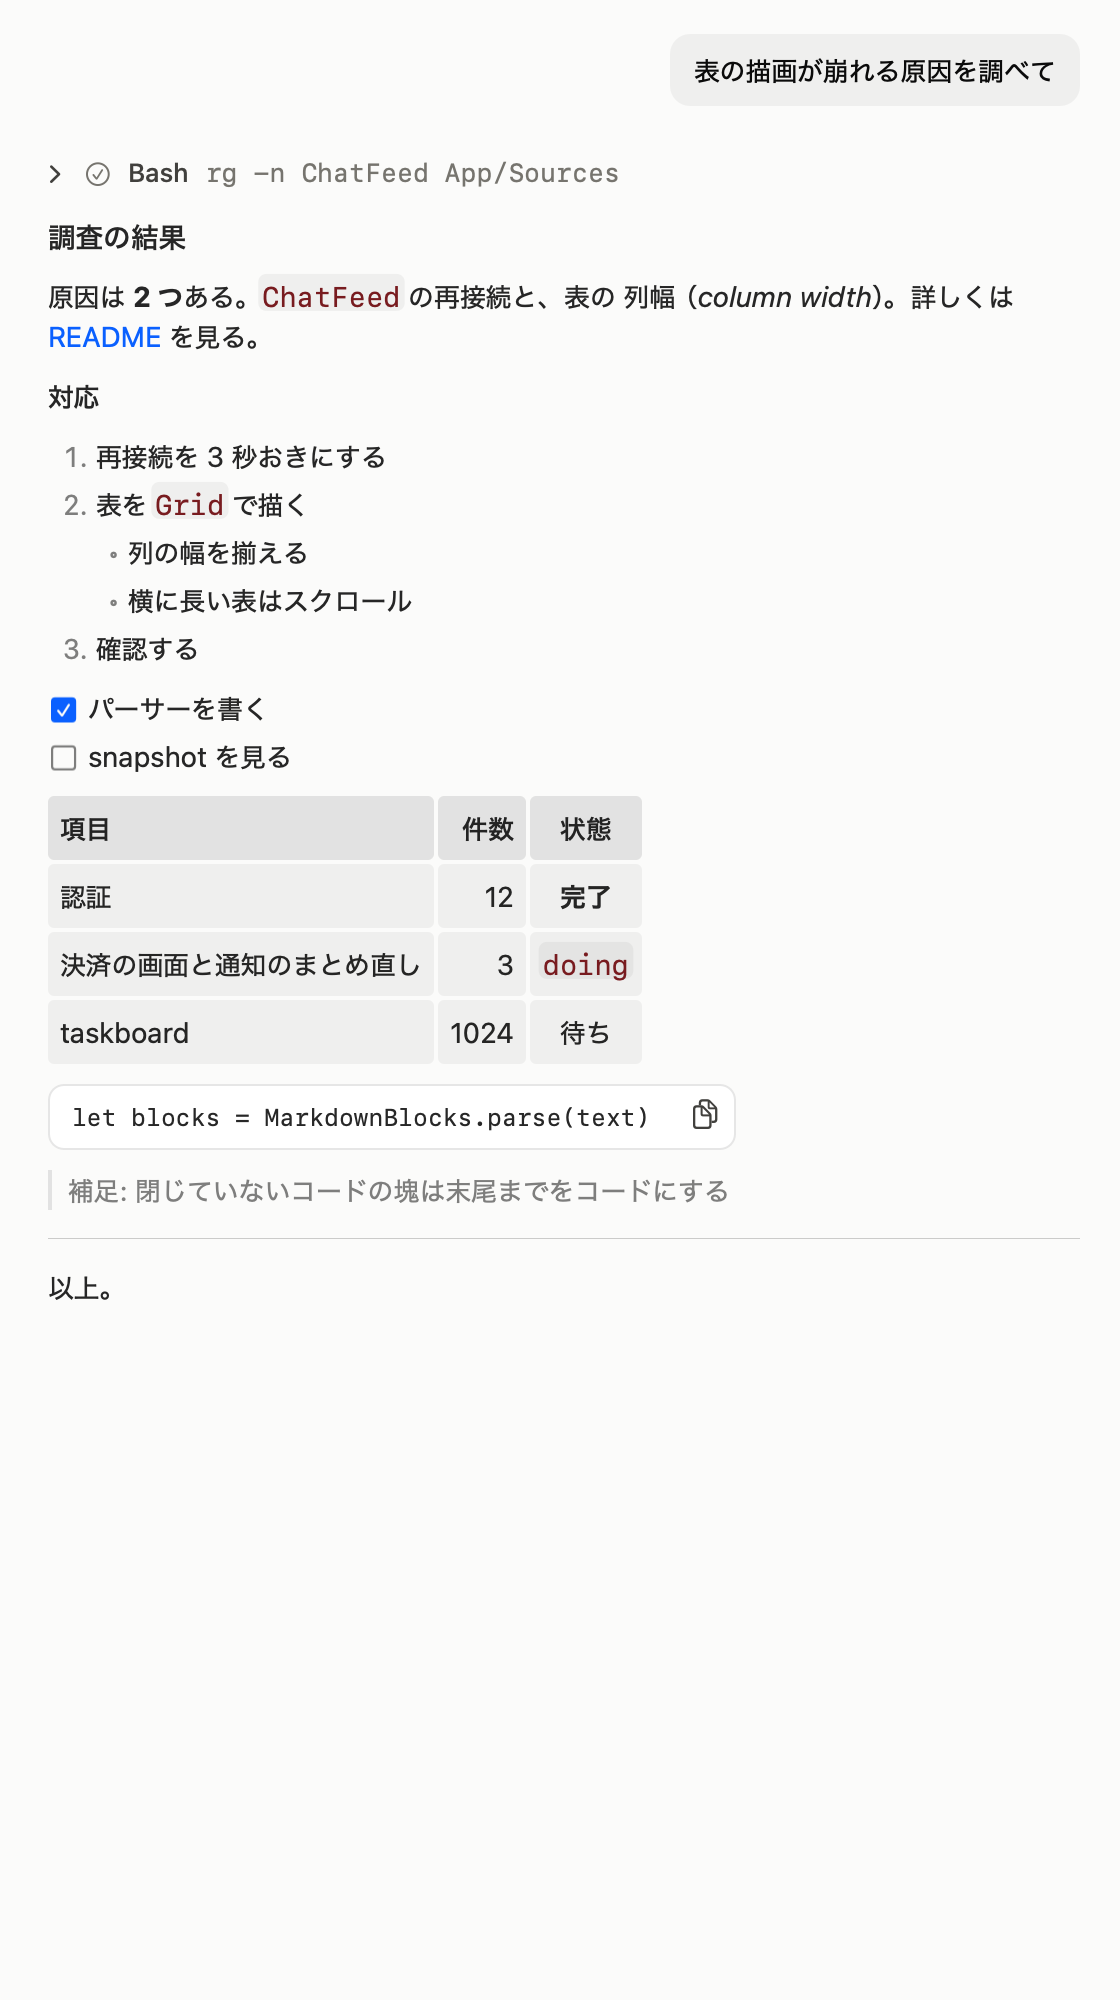 表の描画が崩れる原因を調べて
Bash rg -n ChatFeed App/Sources
調査の結果
原因は 2 つある。ChatFeed の再接続と、表の 列幅（column width）。詳しくは
README を見る。
対応
1. 再接続を 3 秒おきにする
2. 表を Grid で描く
• 列の幅を揃える
• 横に長い表はスクロール
3. 確認する
パーサーを書く
snapshot を見る
項目 件数 状態
認証 12 完了
決済の画面と通知のまとめ直し 3 doing
taskboard 1024 待ち
let blocks = MarkdownBlocks.parse(text)
補足: 閉じていないコードの塊は末尾までをコードにする
以上。